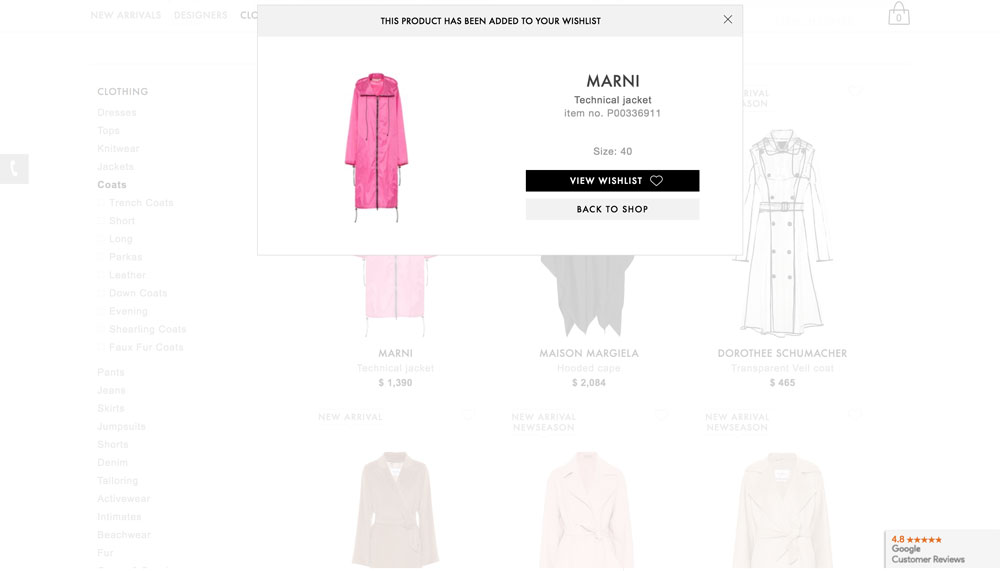 NEW ARRIVALS
DESIGNERS
CLO
0
THIS PRODUCT HAS BEEN ADDED TO YOUR WISHLIST
MARNI
Technical jacket
item no. P00336911
Size: 40
VIEW WISHLIST
BACK TO SHOP
CLOTHING
Dresses
Tops
Knitwear
Jackets
Coats
Trench Coats
Short
Long
Parkas
Leather
Down Coats
Evening
Shearling Coats
Faux Fur Coats
Pants
Jeans
Skirts
Jumpsuits
Shorts
Denim
Tailoring
Activewear
Intimates
Beachwear
Fur
RIVAL
ASON
MARNI
Technical jacket
$ 1,390
MAISON MARGIELA
Hooded cape
$ 2,084
DOROTHEE SCHUMACHER
Transparent Veil coat
$ 465
NEW ARRIVAL
NEW ARRIVAL
NEWSEASON
NEW ARRIVAL
NEWSEASON
4.8 ★★★★★
Google
Customer Reviews